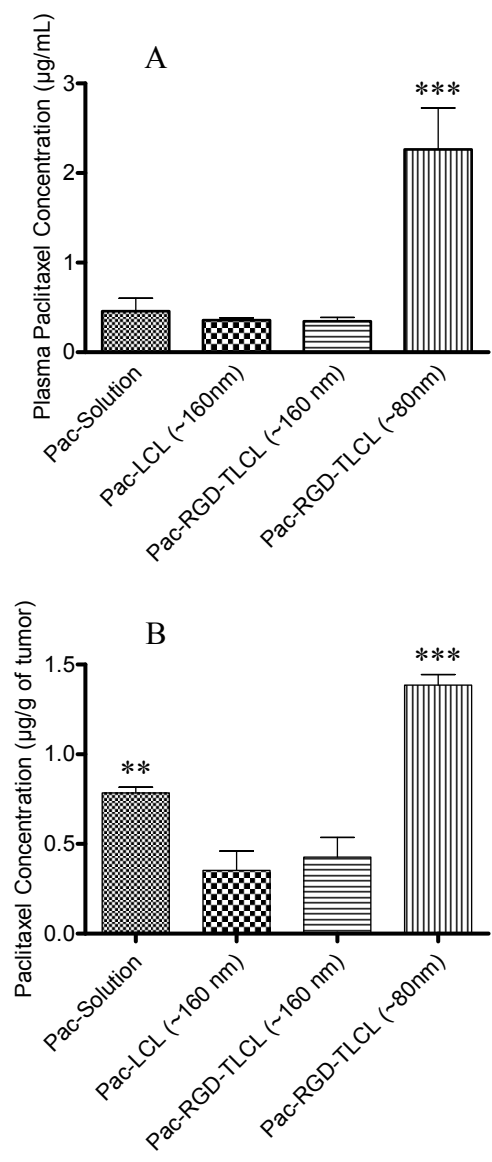 A
Plasma Paclitaxel Concentration (µg/mL)
3
2
1
0
***
Pac-Solution
Pac-LCL (~160nm)
Pac-RGD-TLCL (~160 nm)
Pac-RGD-TLCL (~80nm)
B
Paclitaxel Concentration (µg/g of tumor)
1.5
1.0
0.5
0.0
**
***
Pac-Solution
Pac-LCL (~160 nm)
Pac-RGD-TLCL (~160 nm)
Pac-RGD-TLCL (~80nm)